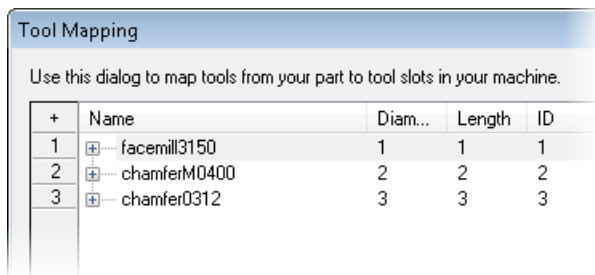 Tool Mapping
Use this dialog to map tools from your part to tool slots in your machine.
+ Name Diam... Length ID
1 facemill3150 1 1 1
2 chamferM0400 2 2 2
3 chamfer0312 3 3 3